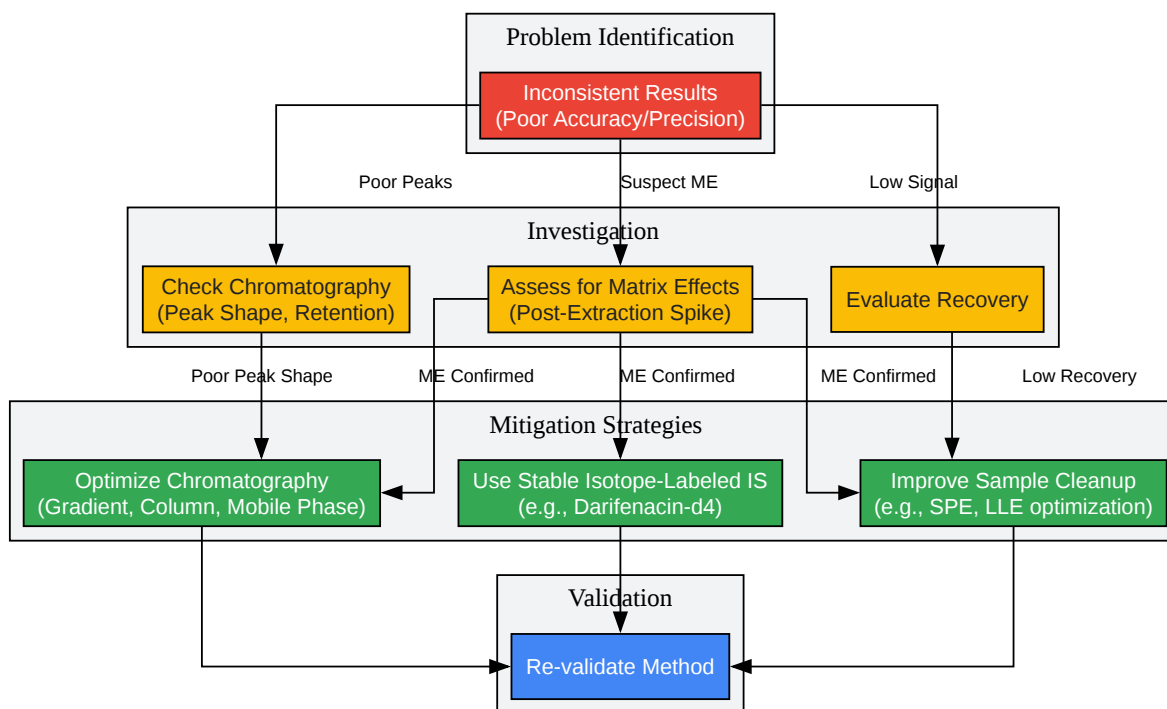 Problem Identification
Inconsistent Results
(Poor Accuracy/Precision)
Poor Peaks
Suspect ME
Low Signal
Investigation
Check Chromatography
(Peak Shape, Retention)
Assess for Matrix Effects
(Post-Extraction Spike)
Evaluate Recovery
Poor Peak Shape
ME Confirmed
ME Confirmed
ME Confirmed
Low Recovery
Mitigation Strategies
Optimize Chromatography
(Gradient, Column, Mobile Phase)
Use Stable Isotope-Labeled IS
(e.g., Darifenacin-d4)
Improve Sample Cleanup
(e.g., SPE, LLE optimization)
Validation
Re-validate Method